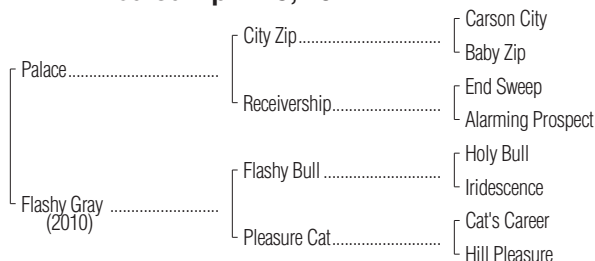 Carson City
City Zip
Baby Zip
Palace
End Sweep
Receivership
Alarming Prospect
Holy Bull
Flashy Bull
Iridescence
Flashy Gray
(2010)
Cat's Career
Pleasure Cat
Hill Pleasure